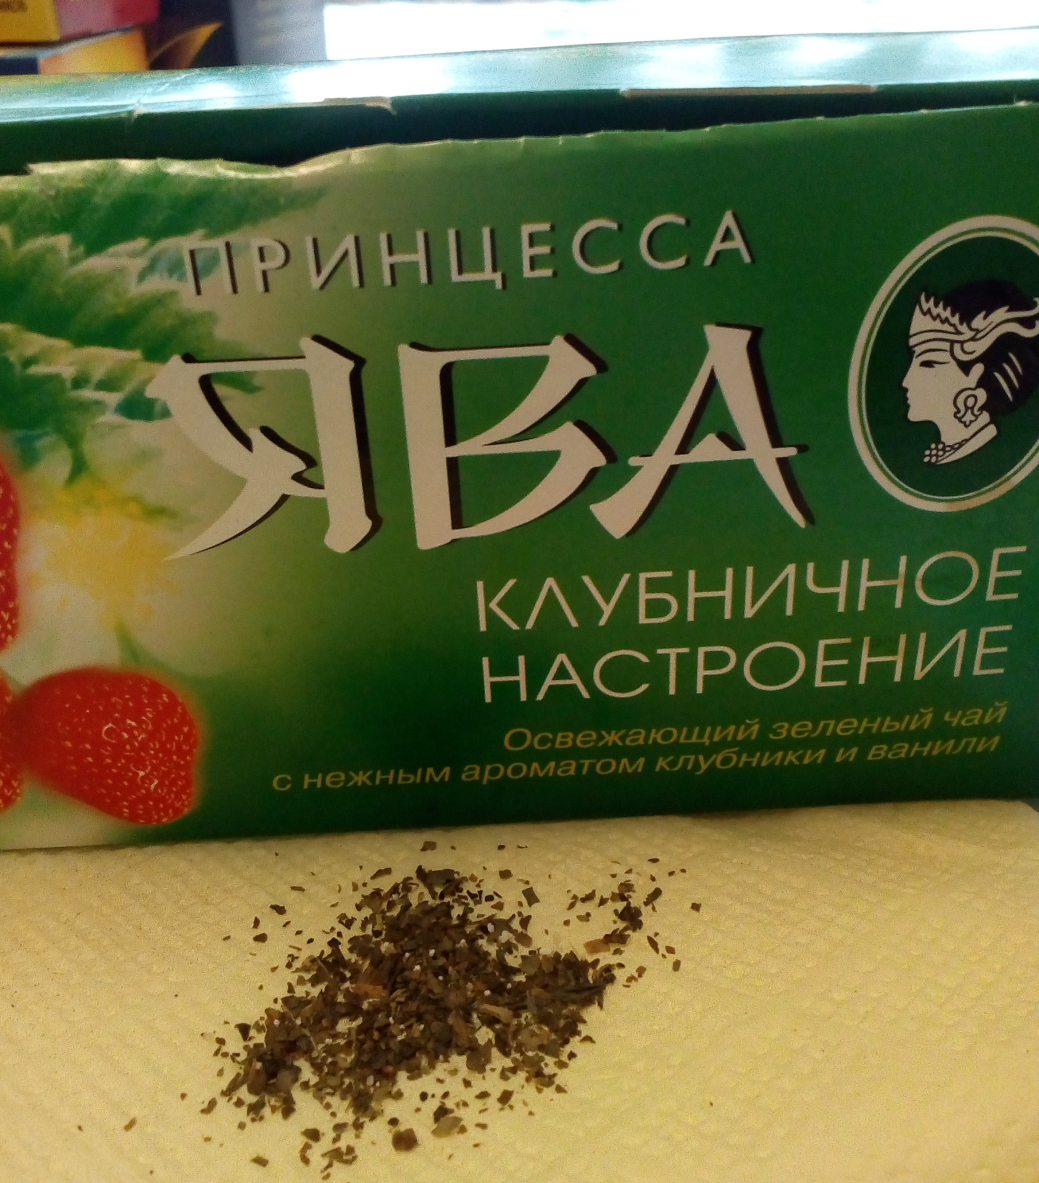 ПРИНЦЕССА
ЯВА
КЛУБНИЧНОЕ
НАСТРОЕНИЕ
Освежающий зеленый чай
с нежным ароматом клубники и ванили